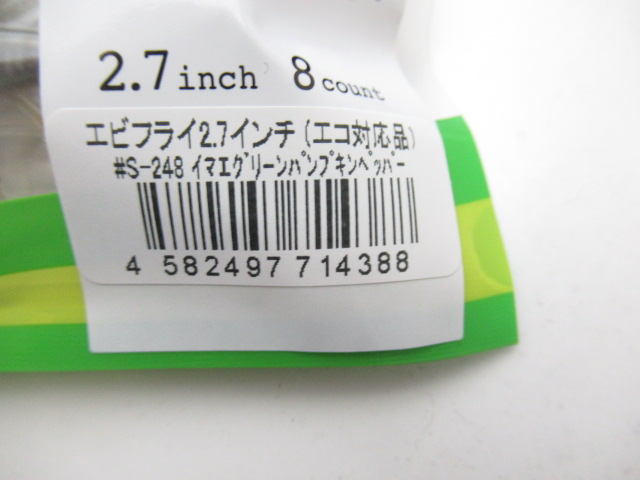 2.7 inch 8 count
エビフライ2.7インチ(エコ対応品)
#S-248 ｲﾏｴｸﾞﾘｰﾝﾊﾟﾝﾌﾟｷﾝﾍﾟｯﾊﾟｰ
4 582497 714388